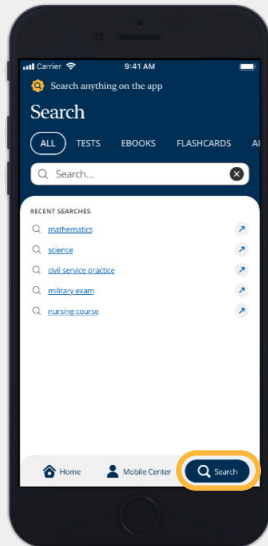 Carrier 9:41 AM
Search anything on the app
Search
ALL TESTS EBOOKS FLASHCARDS
Search...
RECENT SEARCHES
mathematics
science
civil service practice
military exam
nursing course
Home Mobile Center Search